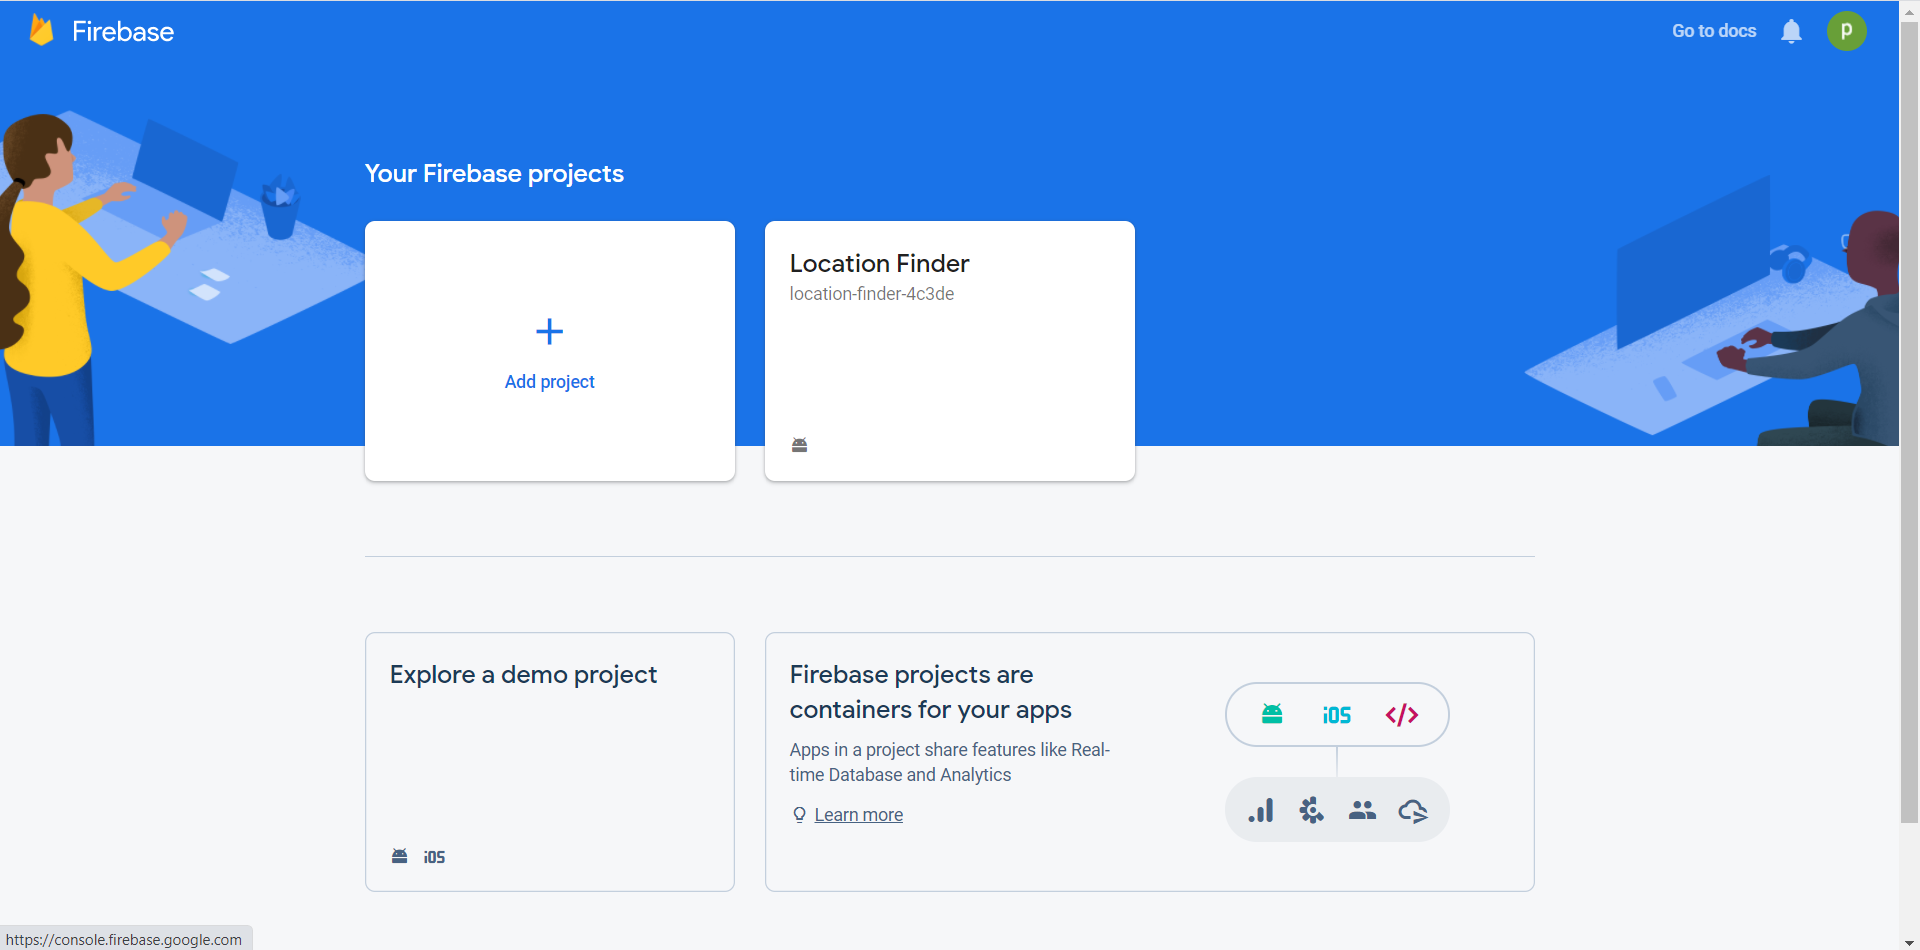 Firebase
Go to docs
p
Your Firebase projects
Add project
Location Finder
location-finder-4c3de
Explore a demo project
iOS
Firebase projects are
containers for your apps
Apps in a project share features like Real-
time Database and Analytics
Learn more
iOS
</>
https://console.firebase.google.com